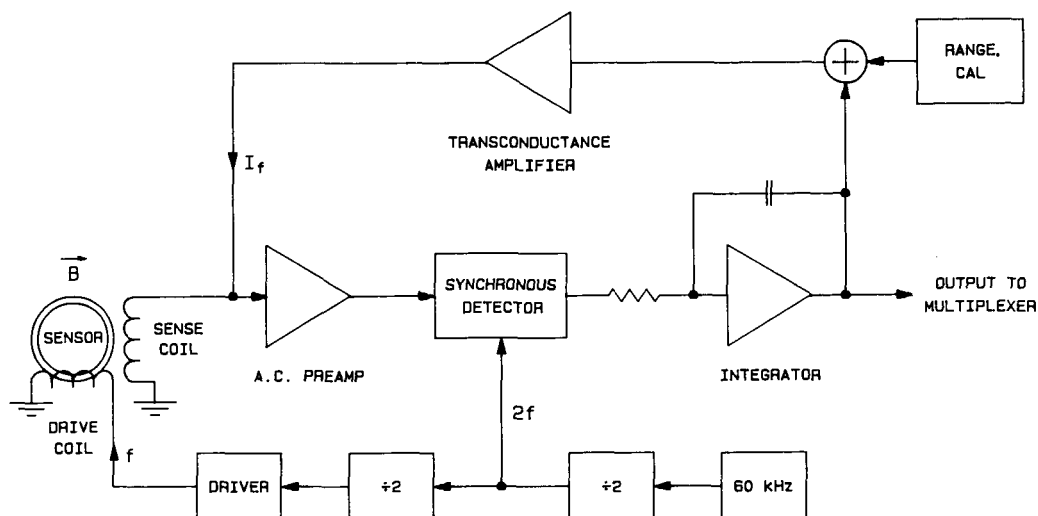 RANGE,
CAL
TRANSCONDUCTANCE
AMPLIFIER
If
B
SENSOR
SENSE
COIL
A.C. PREAMP
SYNCHRONOUS
DETECTOR
INTEGRATOR
OUTPUT TO
MULTIPLEXER
DRIVE
COIL
f
2f
DRIVER
÷2
÷2
60 kHz